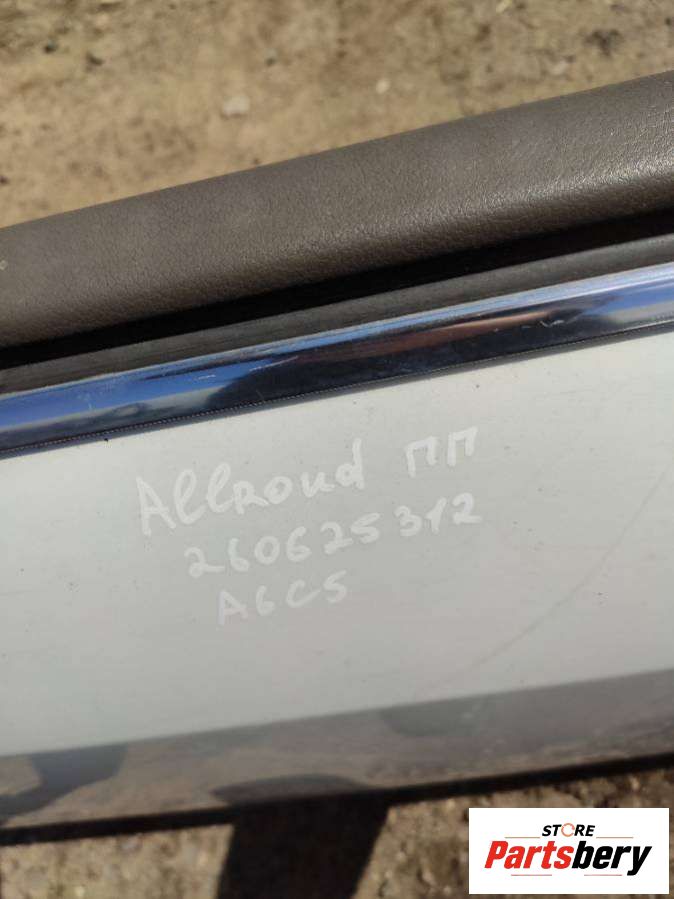 Allroud ПП
260625312
A6C5
STORE
Partsbery